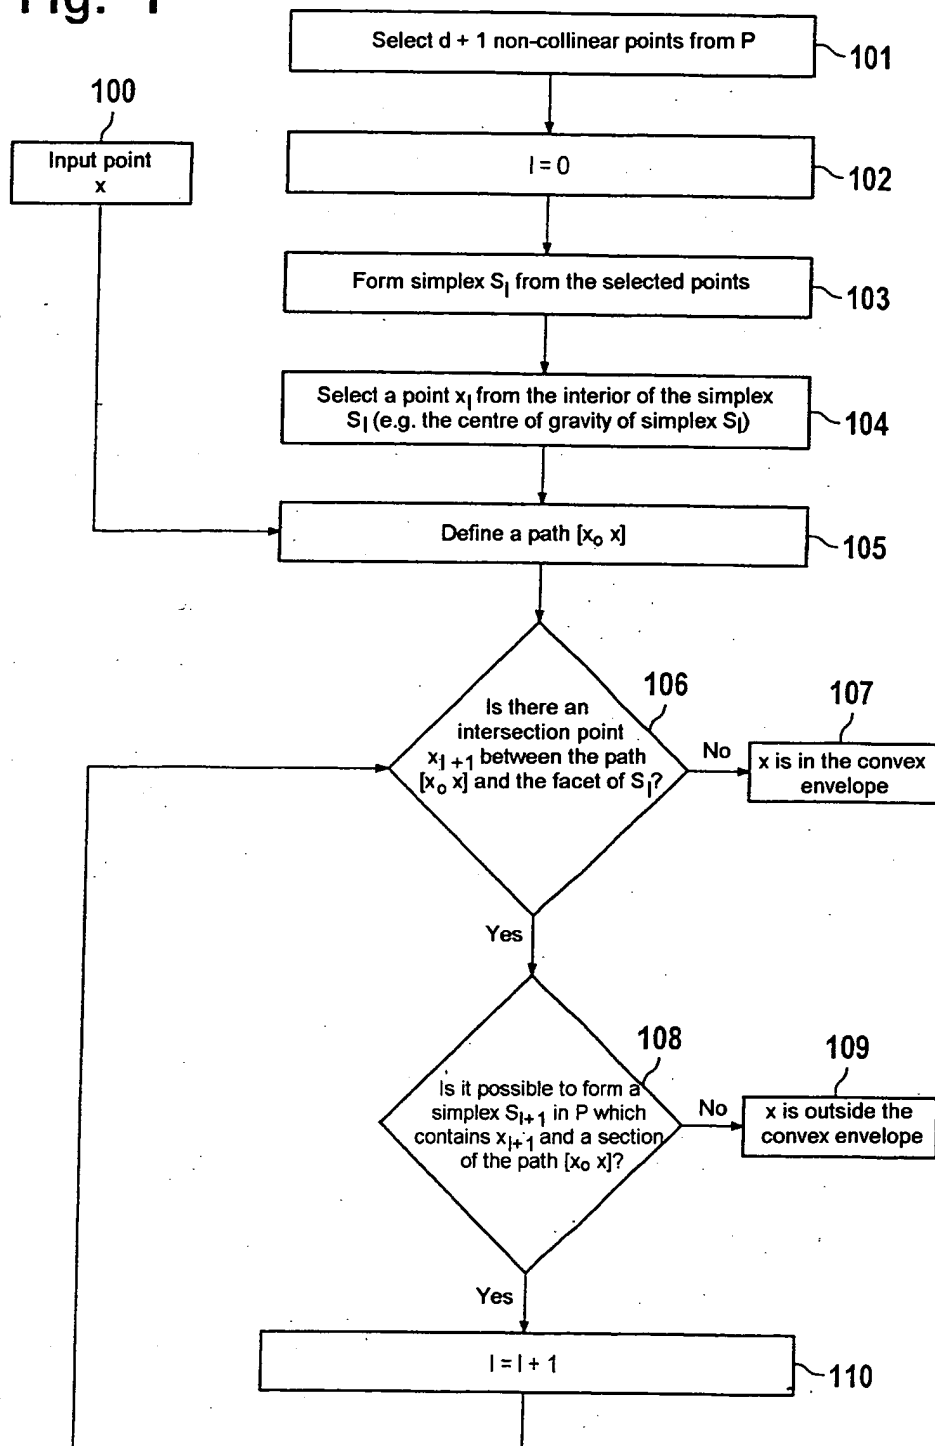 Fig. 1
Select d + 1 non-collinear points from P
101
100
Input point
x
I = 0
102
Form simplex Sl from the selected points
103
Select a point xl from the interior of the simplex
Sl (e.g. the centre of gravity of simplex Sl)
104
Define a path [xo x]
105
106
Is there an
intersection point
xl+1 between the path
[xo x] and the facet of Sl?
No
107
x is in the convex
envelope
Yes
108
Is it possible to form a
simplex Sl+1 in P which
contains xl+1 and a section
of the path [xo x]?
No
109
x is outside the
convex envelope
Yes
I = I + 1
110